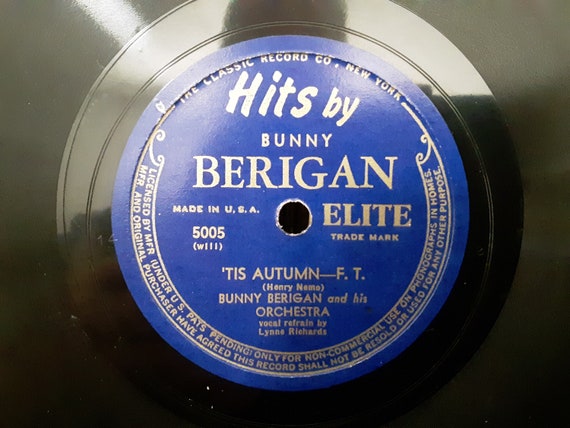 THE CLASSIC RECORD CO., NEW YORK
Hits by
BUNNY
BERIGAN
MADE IN U.S.A.
ELITE
TRADE MARK
5005
(w111)
'TIS AUTUMN—F. T.
(Henry Nemo)
BUNNY BERIGAN and his
ORCHESTRA
vocal refrain by
Lynne Richards
LICENSED BY MFR (UNDER U.S. PATS PENDING) ONLY FOR NON-COMMERCIAL USE ON PHONOGRAPHS IN HOMES.
MFR. AND ORIGINAL PURCHASER HAVE AGREED THIS RECORD SHALL NOT BE RESOLD OR USED FOR ANY OTHER PURPOSE.